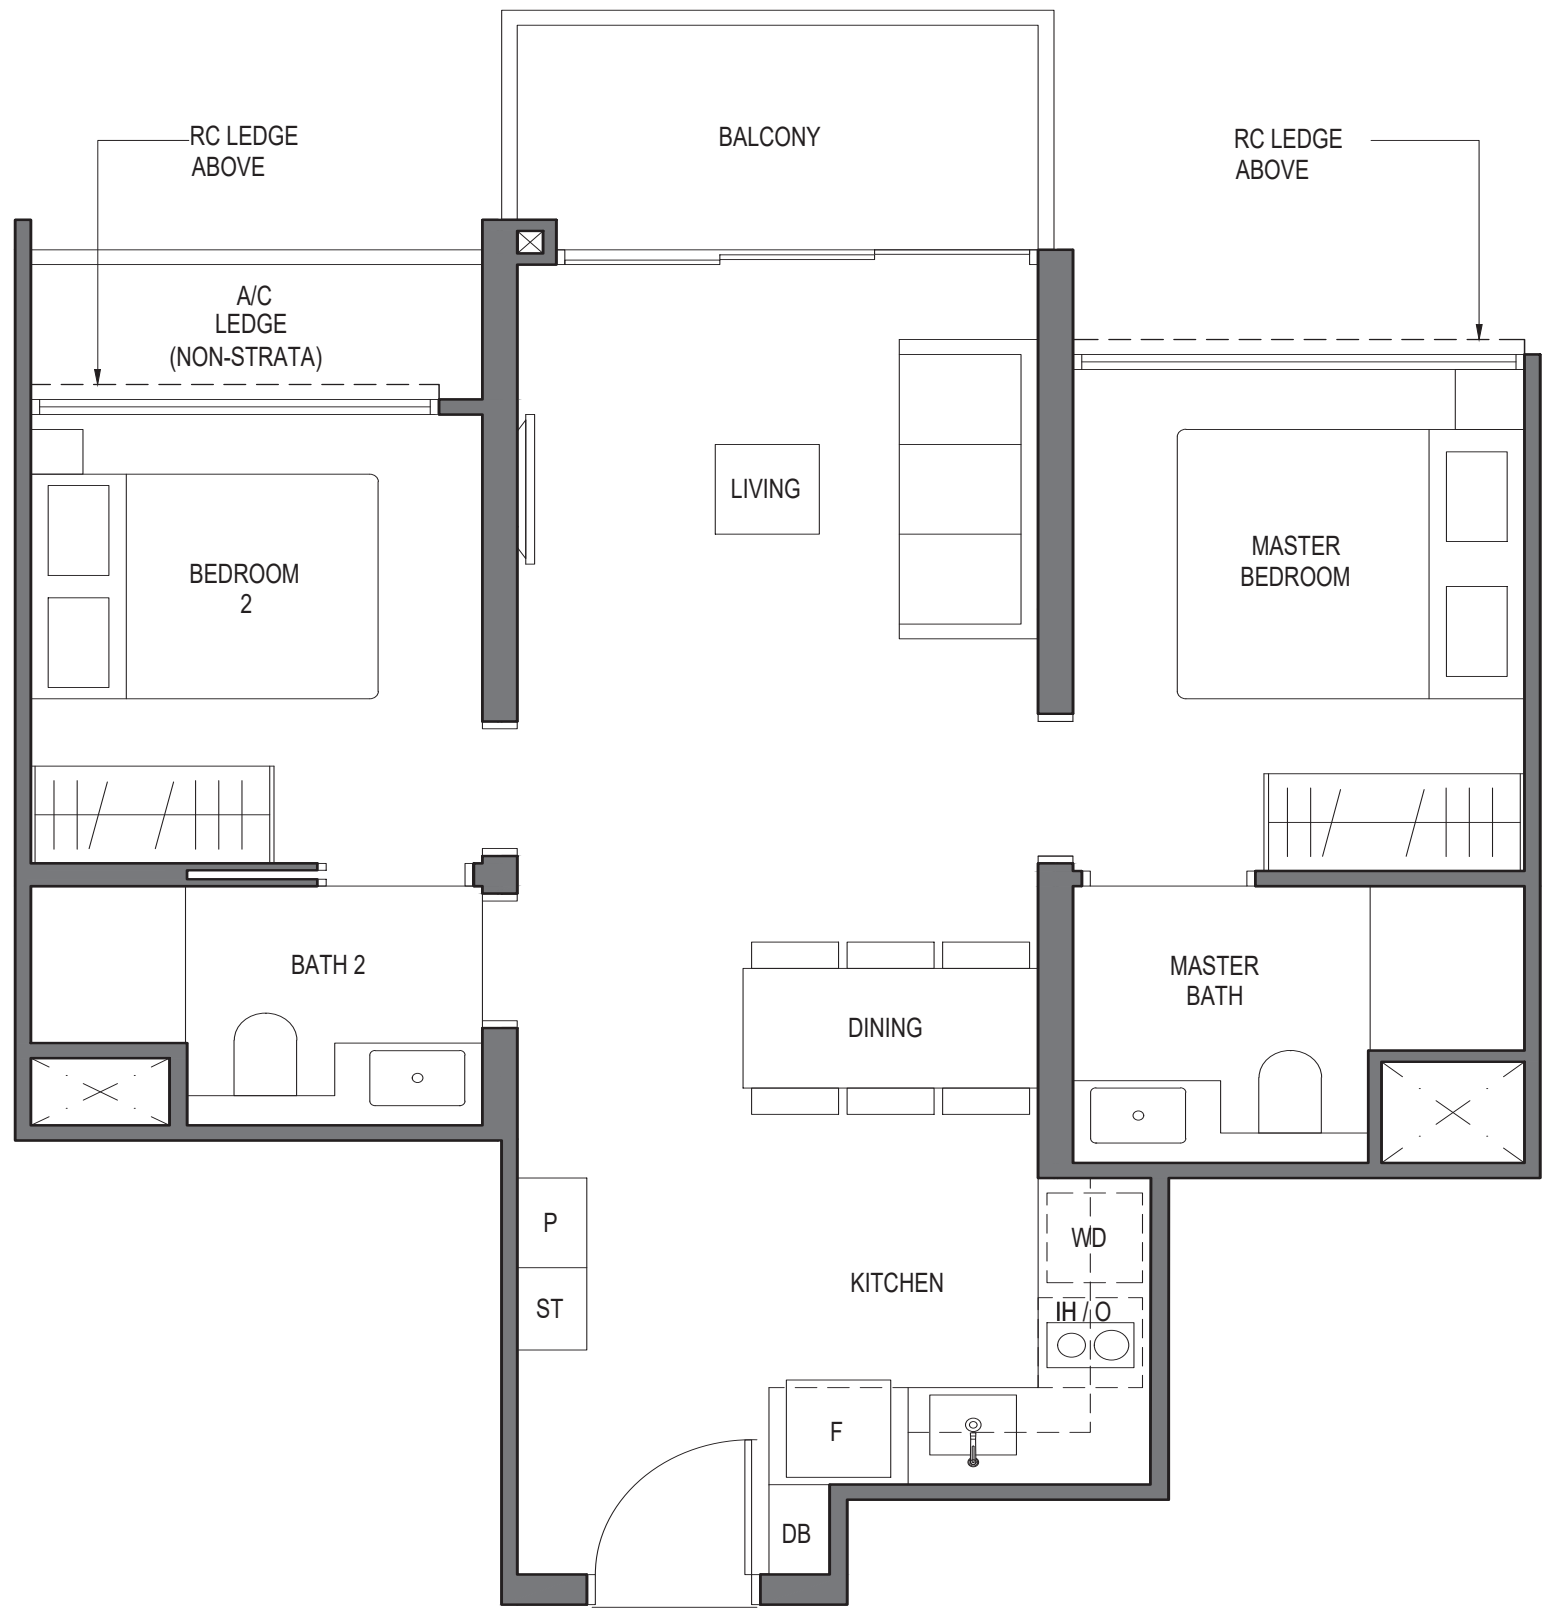 BALCONY
RC LEDGE
ABOVE
RC LEDGE
ABOVE
A/C
LEDGE
(NON-STRATA)
LIVING
BEDROOM
2
MASTER
BEDROOM
BATH 2
MASTER
BATH
DINING
P
WD
KITCHEN
ST
IH / O
F
DB